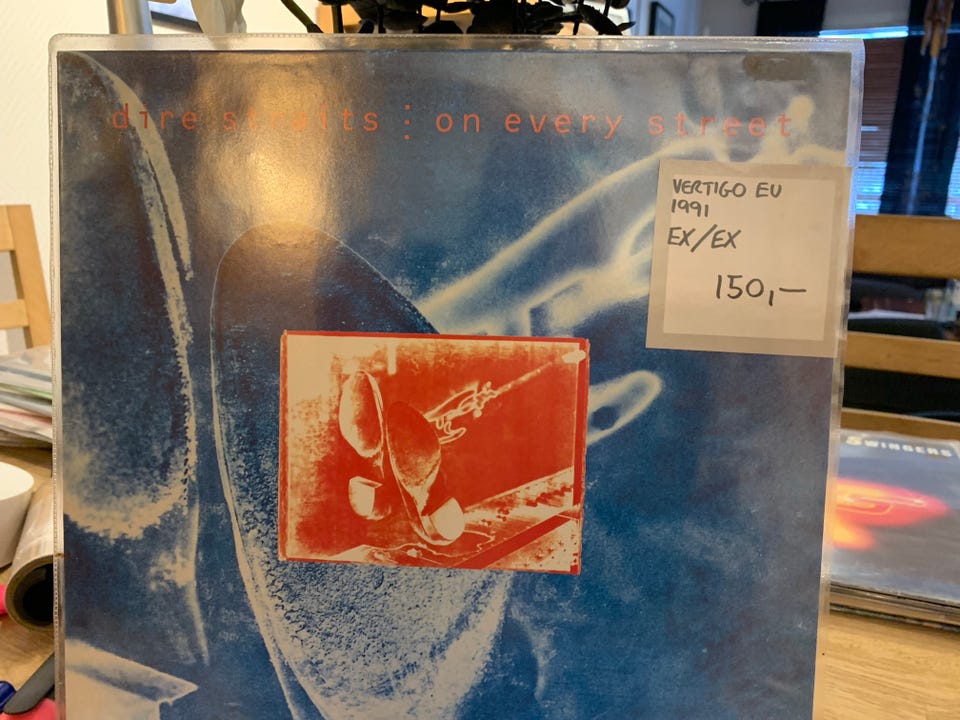 dire straits ⋮ on every street
VERTIGO EU
1991
EX/EX
150,—
SWINGERS